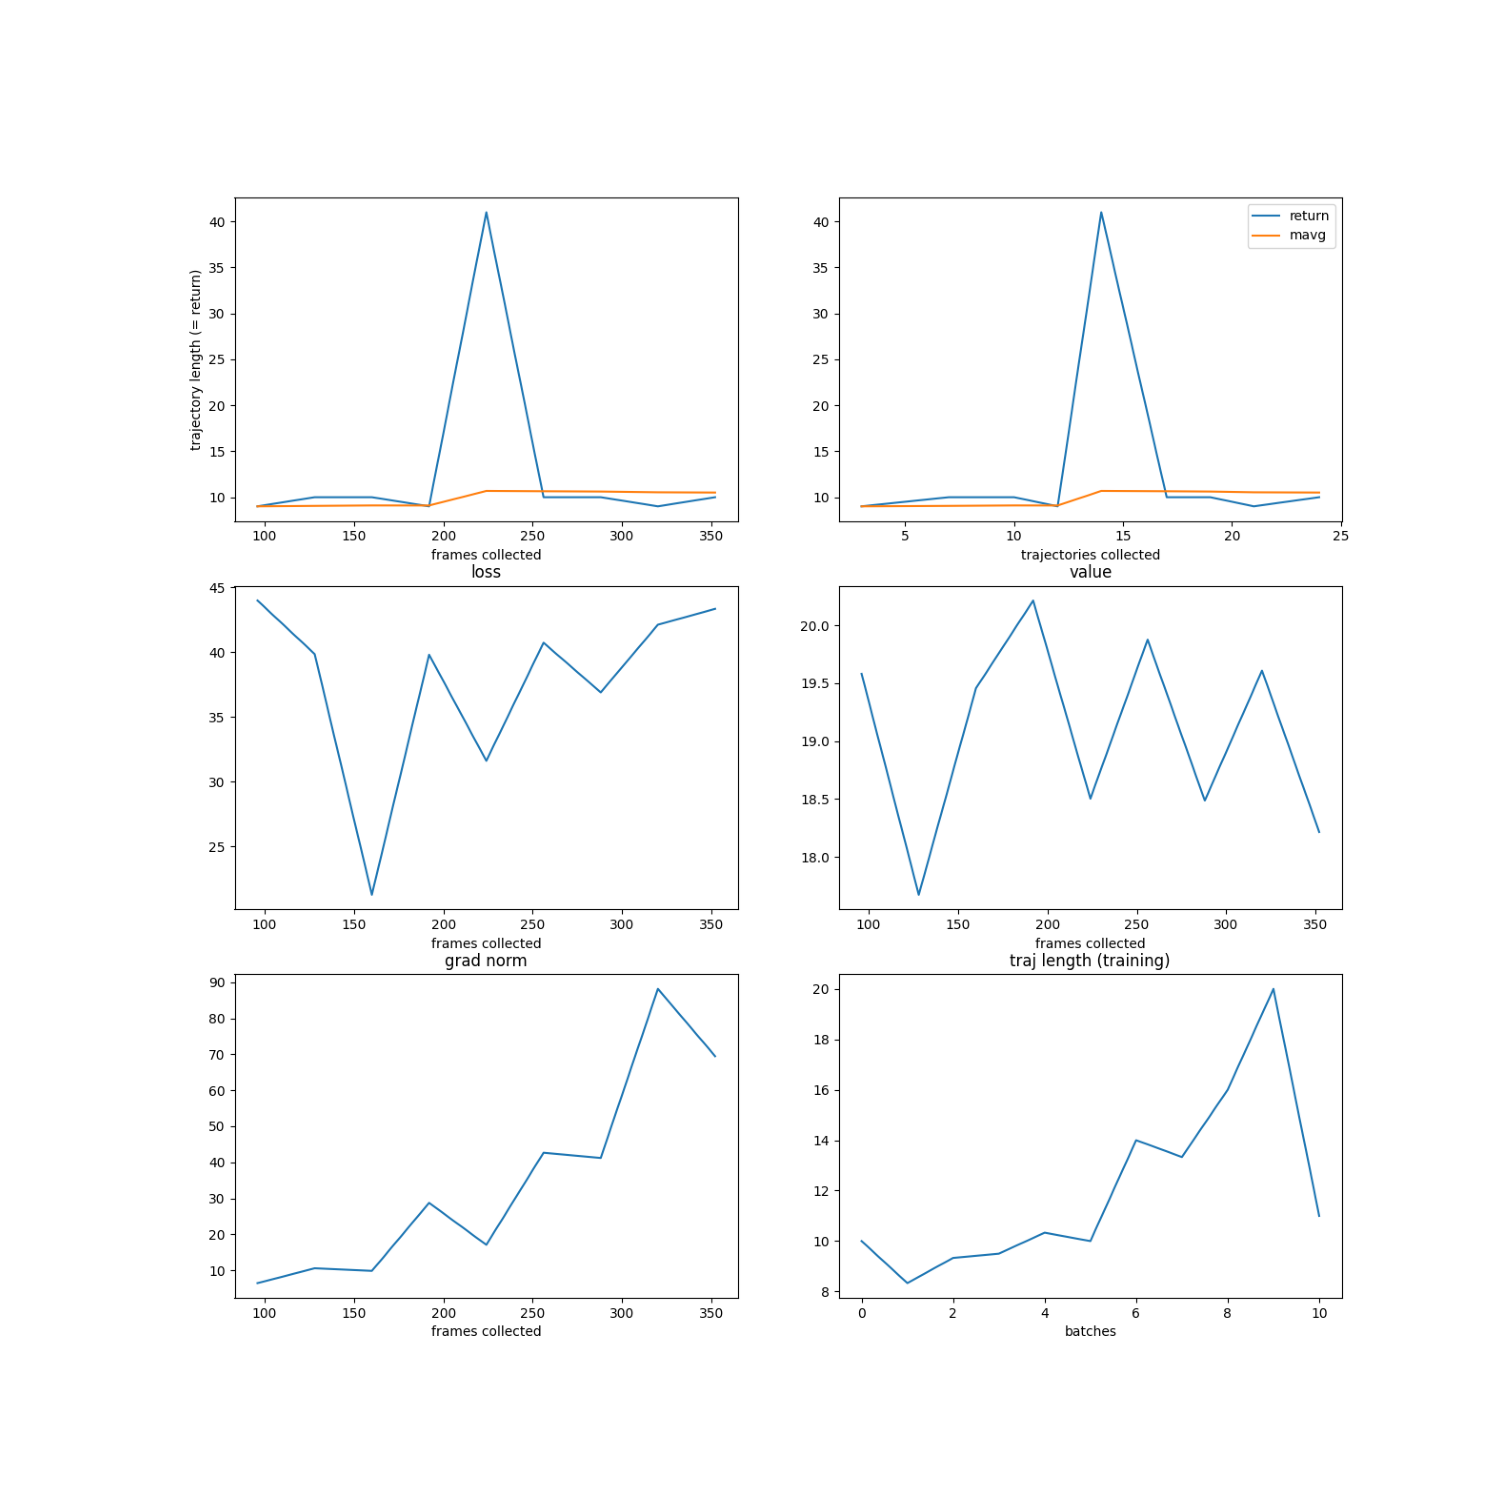 40
35
30
25
20
15
10
trajectory length (= return)
100 150 200 250 300 350
frames collected
return
mavg
40
35
30
25
20
15
10
5 10 15 20 25
trajectories collected
loss
45
40
35
30
25
100 150 200 250 300 350
frames collected
value
20.0
19.5
19.0
18.5
18.0
100 150 200 250 300 350
frames collected
grad norm
90
80
70
60
50
40
30
20
10
100 150 200 250 300 350
frames collected
traj length (training)
20
18
16
14
12
10
8
0 2 4 6 8 10
batches